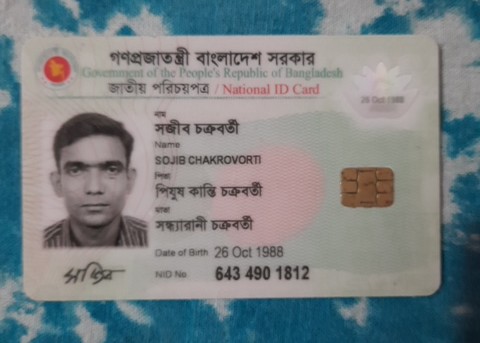 গণপ্রজাতন্ত্রী বাংলাদেশ সরকার
Government of the People's Republic of Bangladesh
জাতীয় পরিচয়পত্র / National ID Card
26 Oct 1988
নাম
সজীব চক্রবর্তী
Name
SOJIB CHAKROVORTI
পিতা
পিযুষ কান্তি চক্রবর্তী
মাতা
সন্ধ্যারানী চক্রবর্তী
Date of Birth 26 Oct 1988
NID No. 643 490 1812